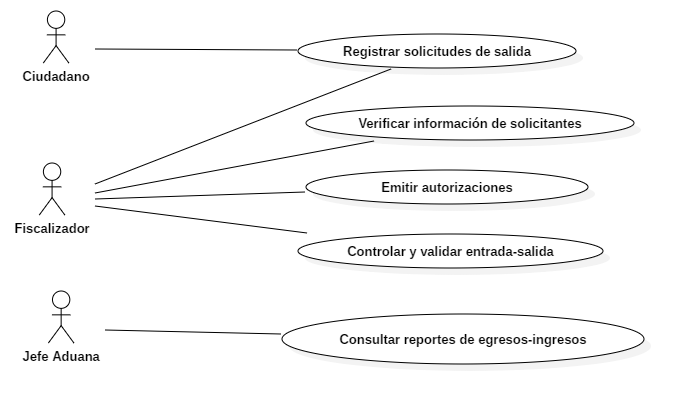 Ciudadano
Registrar solicitudes de salida
Verificar información de solicitantes
Fiscalizador
Emitir autorizaciones
Controlar y validar entrada-salida
Jefe Aduana
Consultar reportes de egresos-ingresos